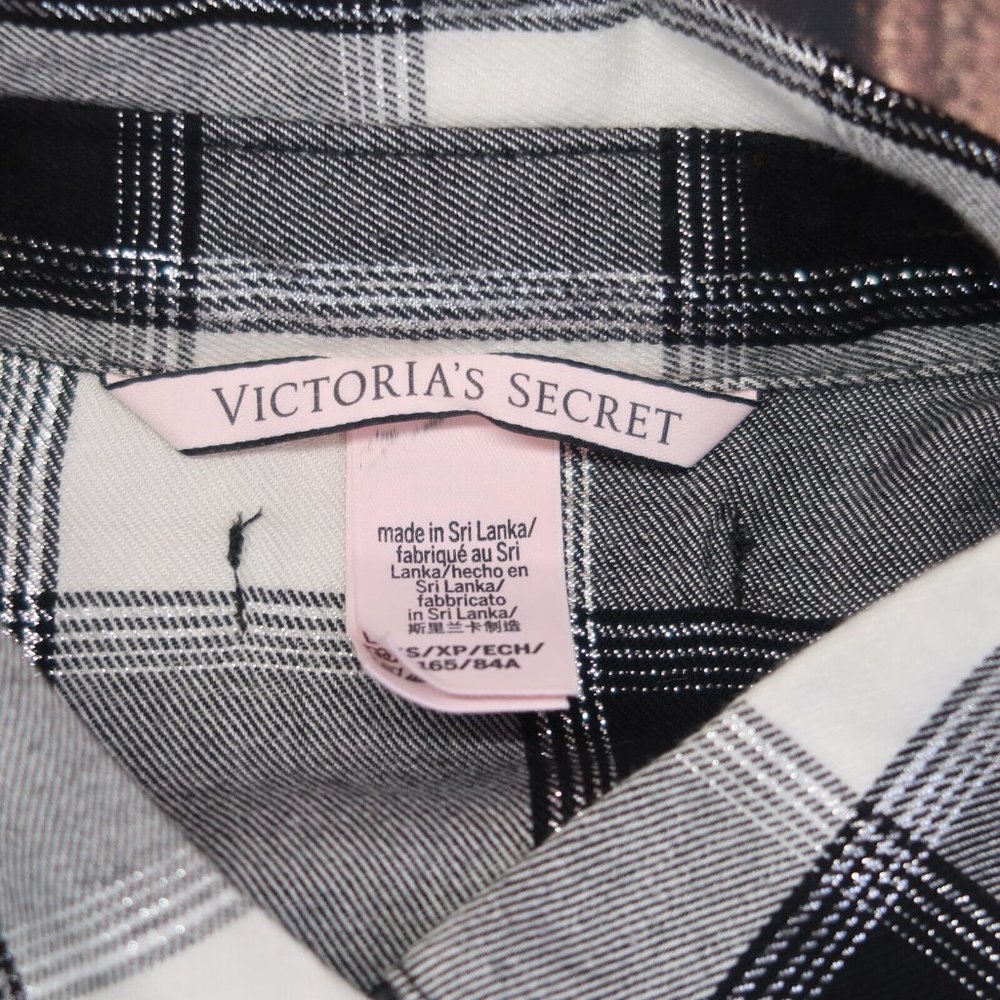 VICTORIA'S SECRET
made in Sri Lanka/
fabriqué au Sri
Lanka/hecho en
Sri Lanka/
fabbricato
in Sri Lanka/
斯里兰卡制造
/XP/ECH/
165/84A